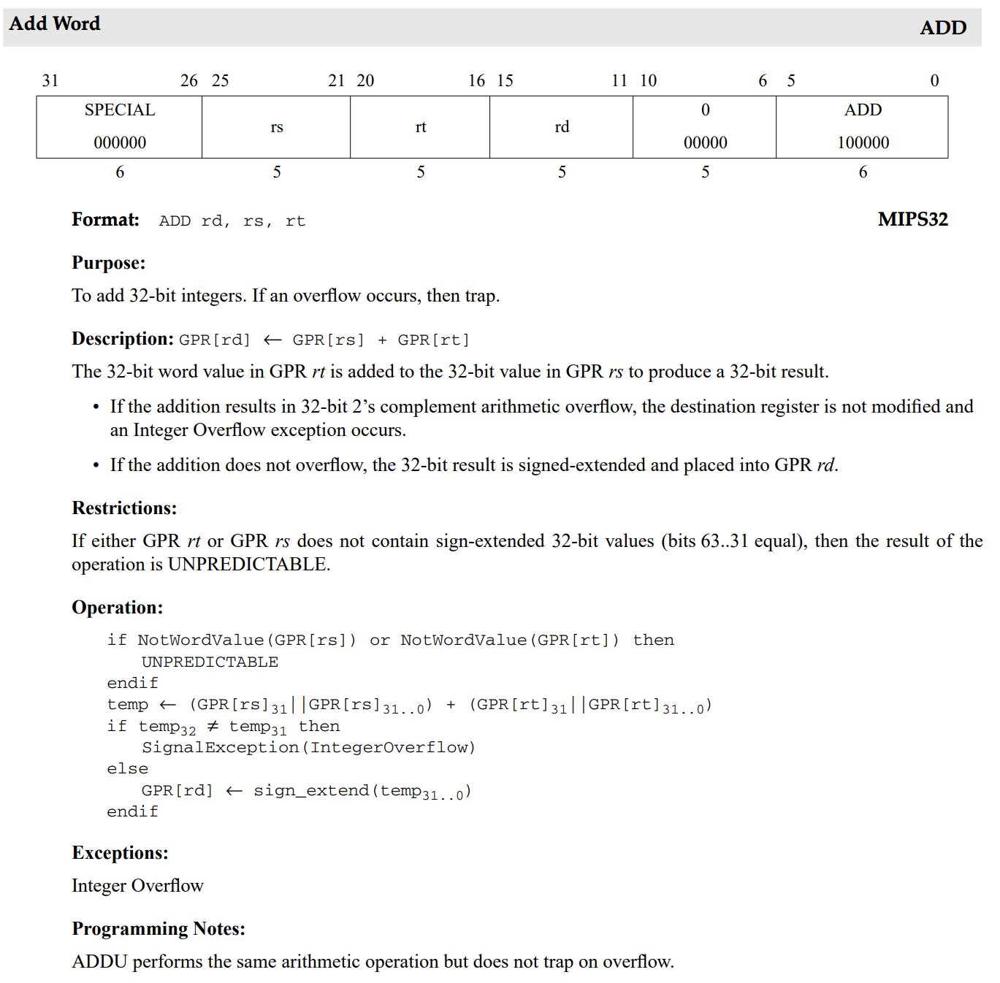 Add Word ADD
31 26 25 21 20 16 15 11 10 6 5 0
SPECIAL 0 ADD
rs rt rd
000000 00000 100000
6 5 5 5 5 6
Format: ADD rd, rs, rt MIPS32
Purpose:
To add 32-bit integers. If an overflow occurs, then trap.
Description: GPR[rd] ← GPR[rs] + GPR[rt]
The 32-bit word value in GPR rt is added to the 32-bit value in GPR rs to produce a 32-bit result.
• If the addition results in 32-bit 2’s complement arithmetic overflow, the destination register is not modified and
an Integer Overflow exception occurs.
• If the addition does not overflow, the 32-bit result is signed-extended and placed into GPR rd.
Restrictions:
If either GPR rt or GPR rs does not contain sign-extended 32-bit values (bits 63..31 equal), then the result of the
operation is UNPREDICTABLE.
Operation:
if NotWordValue(GPR[rs]) or NotWordValue(GPR[rt]) then
UNPREDICTABLE
endif
temp ← (GPR[rs]31||GPR[rs]31..0) + (GPR[rt]31||GPR[rt]31..0)
if temp32 ≠ temp31 then
SignalException(IntegerOverflow)
else
GPR[rd] ← sign_extend(temp31..0)
endif
Exceptions:
Integer Overflow
Programming Notes:
ADDU performs the same arithmetic operation but does not trap on overflow.